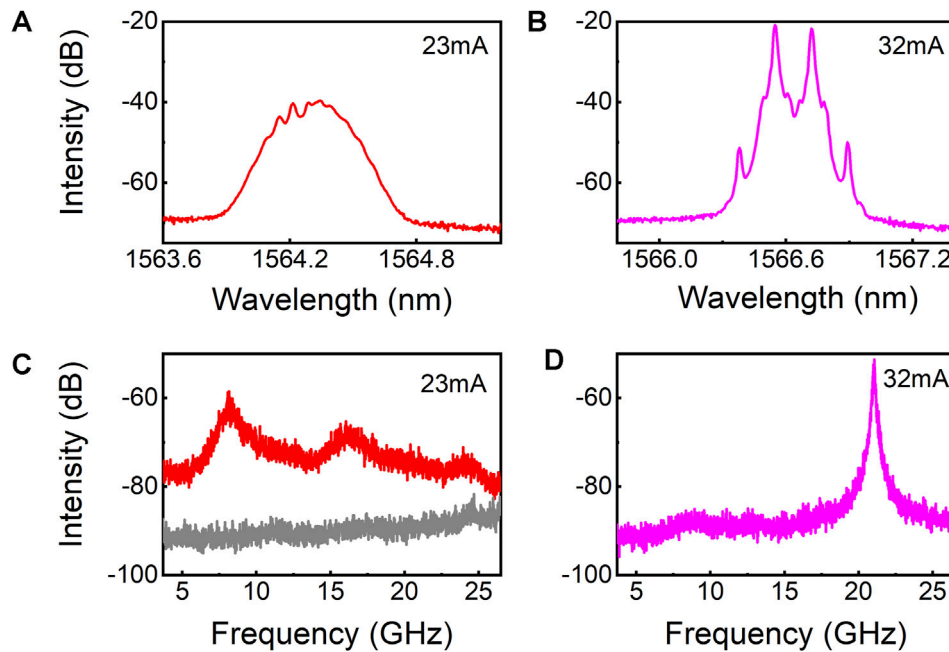 A
23mA
Intensity (dB)
-20
-40
-60
1563.6
1564.2
1564.8
Wavelength (nm)
B
32mA
-20
-40
-60
1566.0
1566.6
1567.2
Wavelength (nm)
C
23mA
Intensity (dB)
-60
-80
-100
5
10
15
20
25
Frequency (GHz)
D
32mA
-60
-80
-100
5
10
15
20
25
Frequency (GHz)